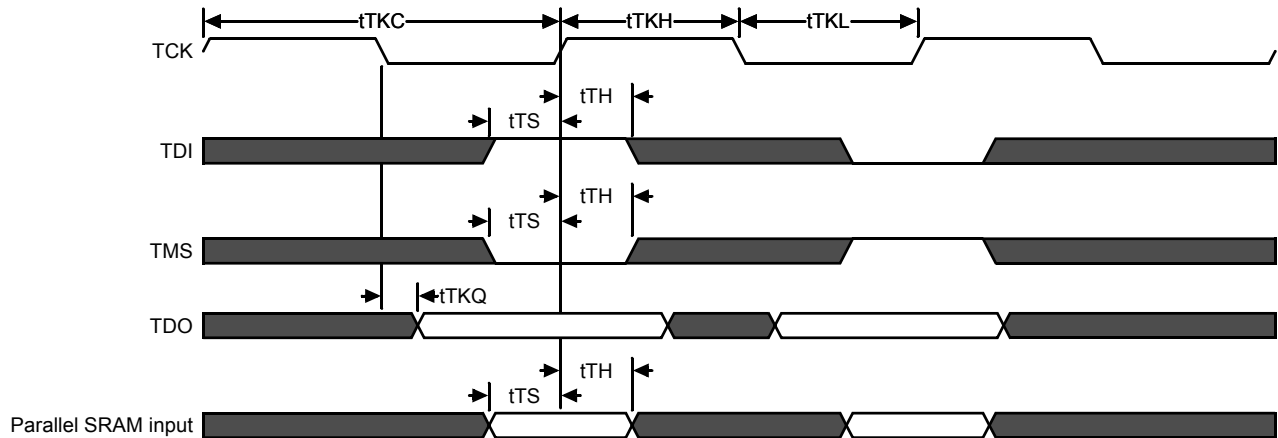 tTKC
tTKH
tTKL
TCK
tTH
tTS
TDI
tTH
tTS
TMS
tTKQ
TDO
tTH
tTS
Parallel SRAM input